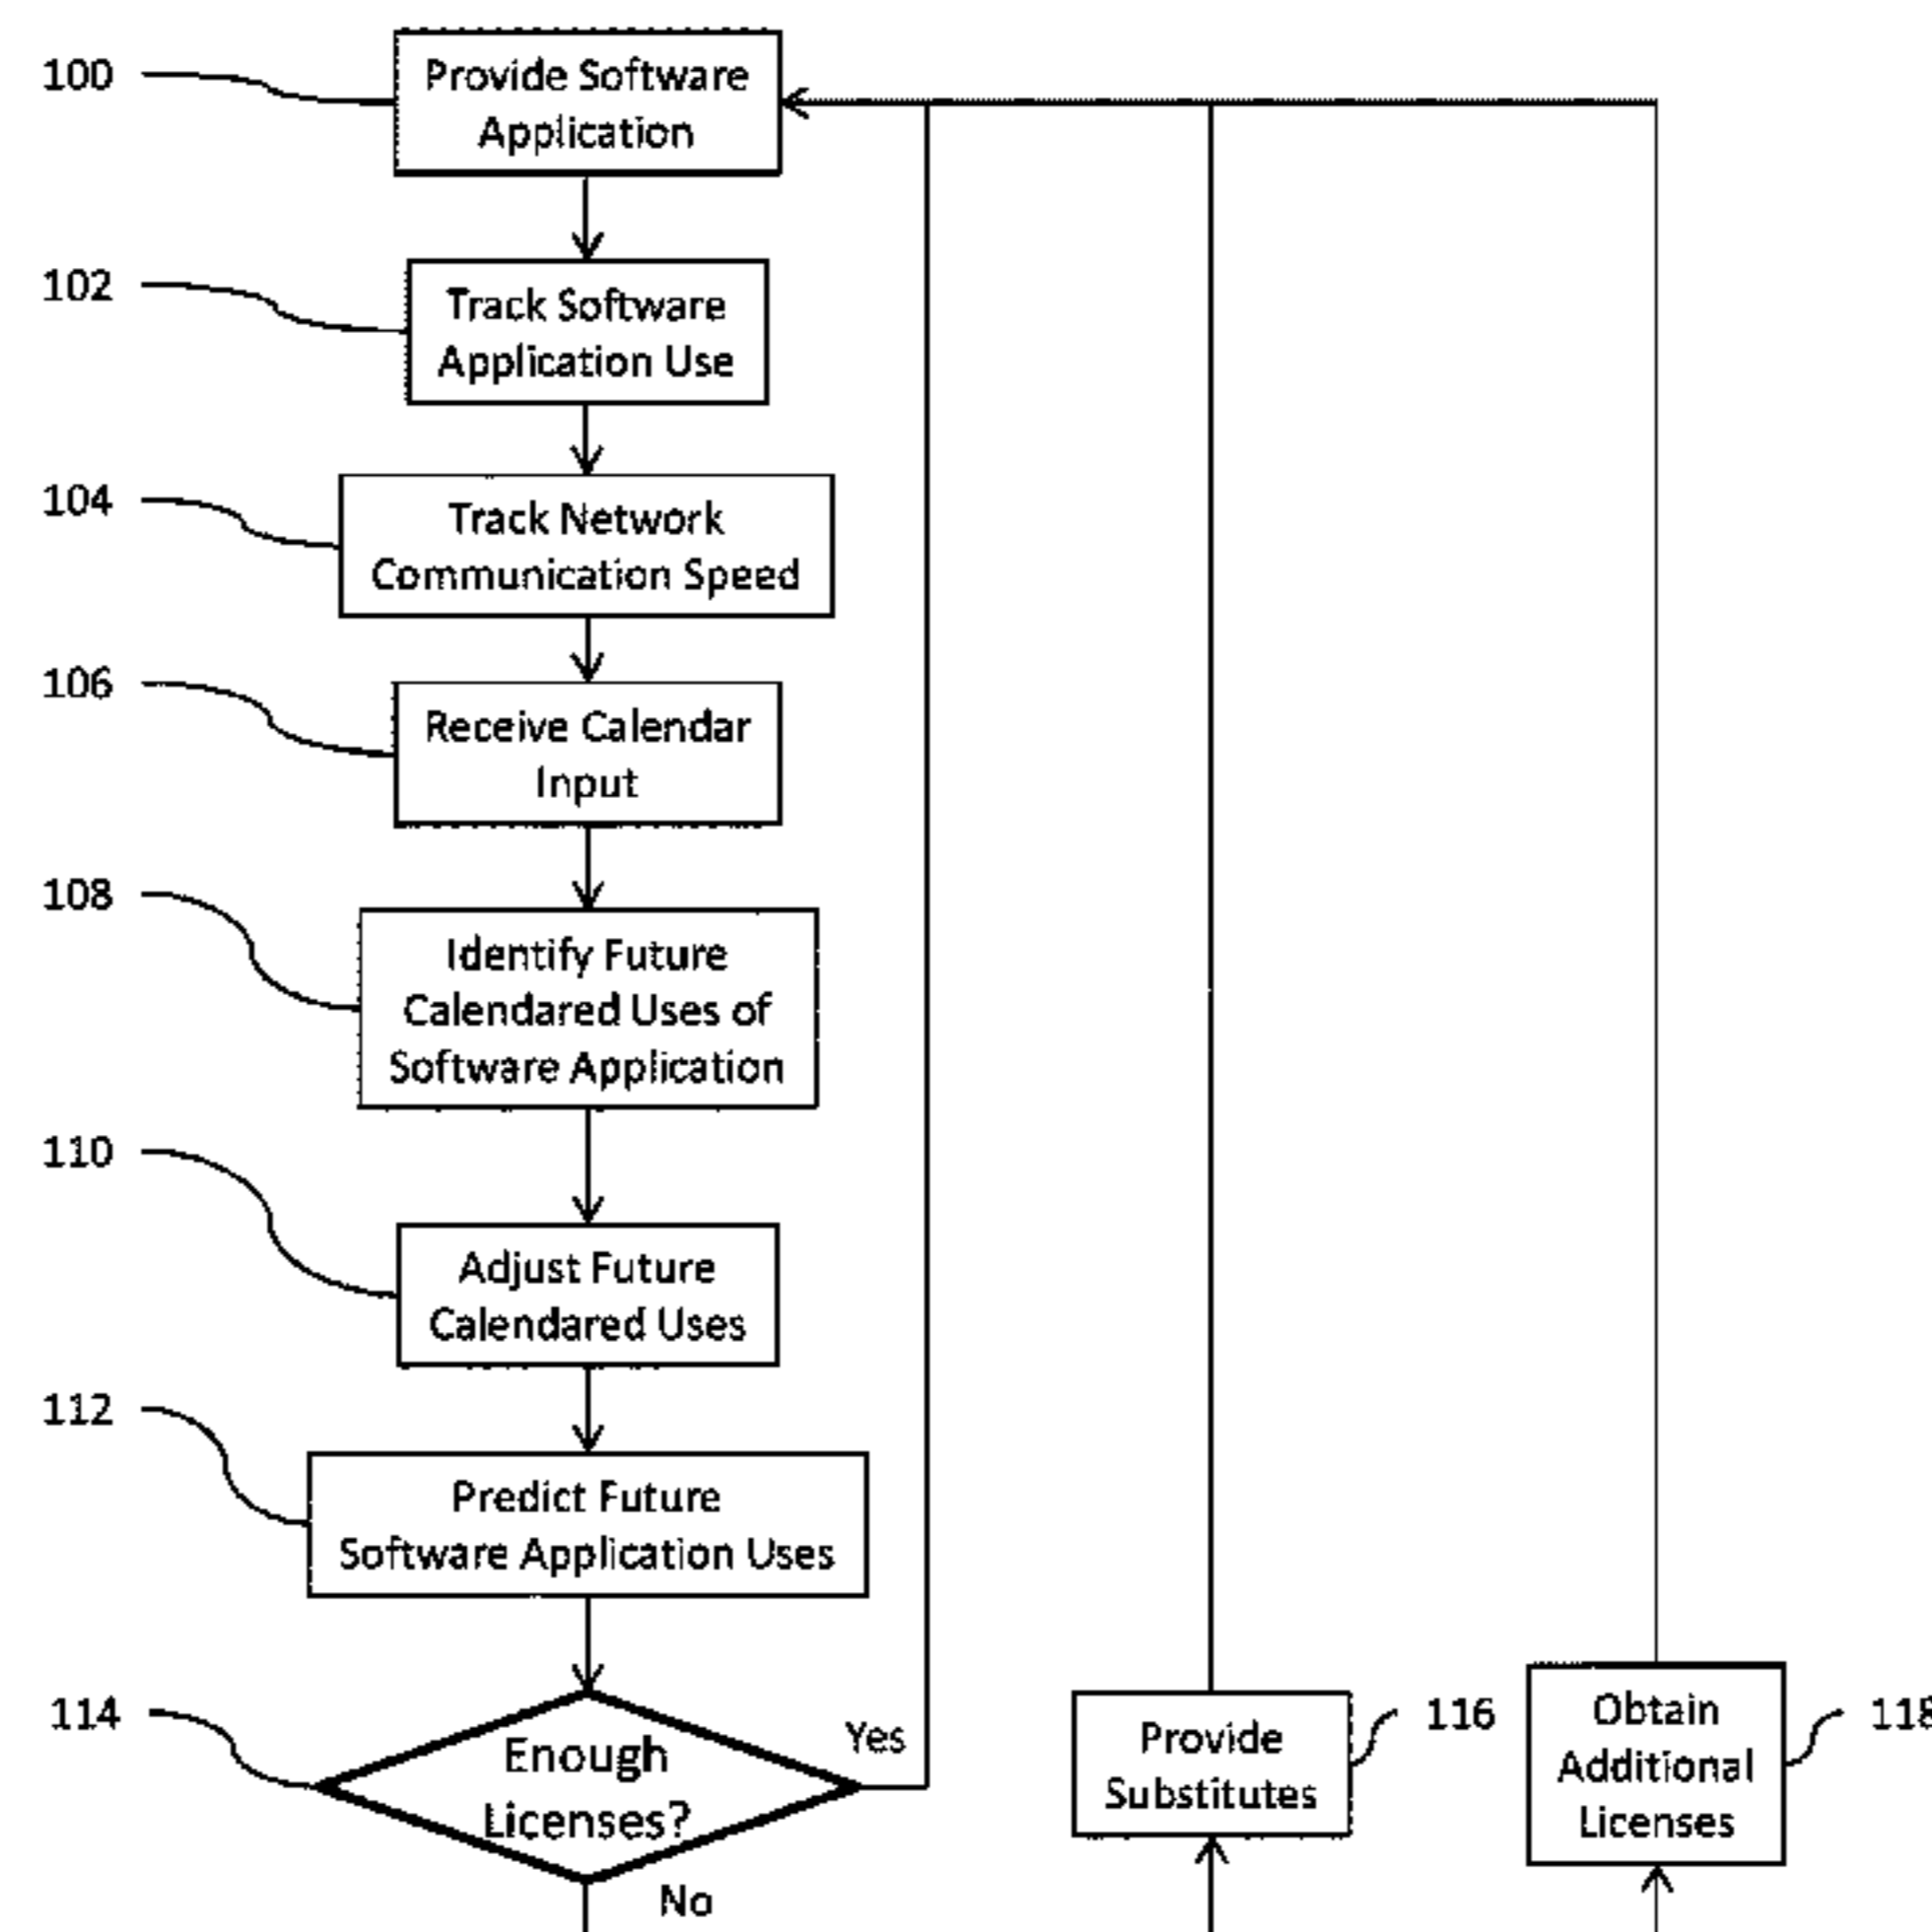 100
Provide Software
Application
102
Track Software
Application Use
104
Track Network
Communication Speed
106
Receive Calendar
Input
108
Identify Future
Calendared Uses of
Software Application
110
Adjust Future
Calendared Uses
112
Predict Future
Software Application Uses
114
Enough
Licenses?
Yes
No
Provide
Substitutes
116
Obtain
Additional
Licenses
118